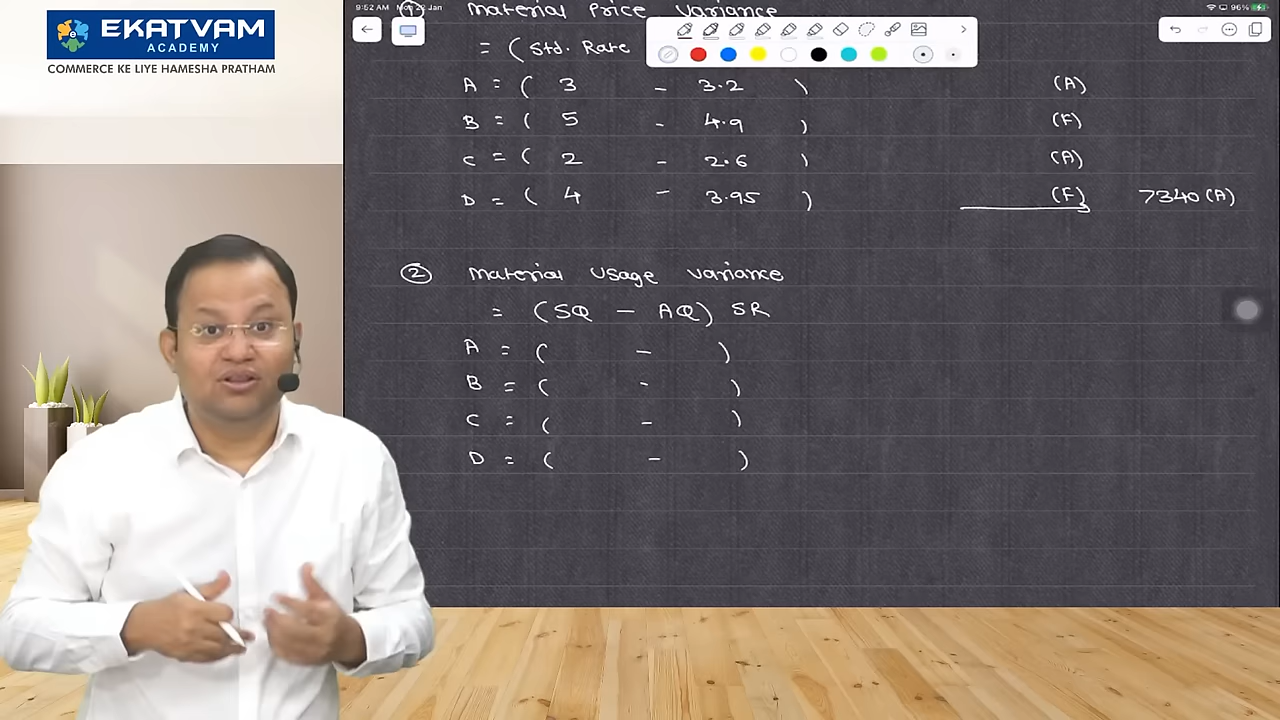 EKATVAM
ACADEMY
COMMERCE KE LIYE HAMESHA PRATHAM
9:52 AM Jan
96%
Material Price Variance
= ( Std. Rate
A = ( 3 - 3.2 ) (A)
B = ( 5 - 4.9 ) (F)
C = ( 2 - 2.6 ) (A)
D = ( 4 - 3.95 ) (F) 7340 (A)
② Material Usage Variance
= (SQ - AQ) SR
A = ( - )
B = ( - )
C = ( - )
D = ( - )